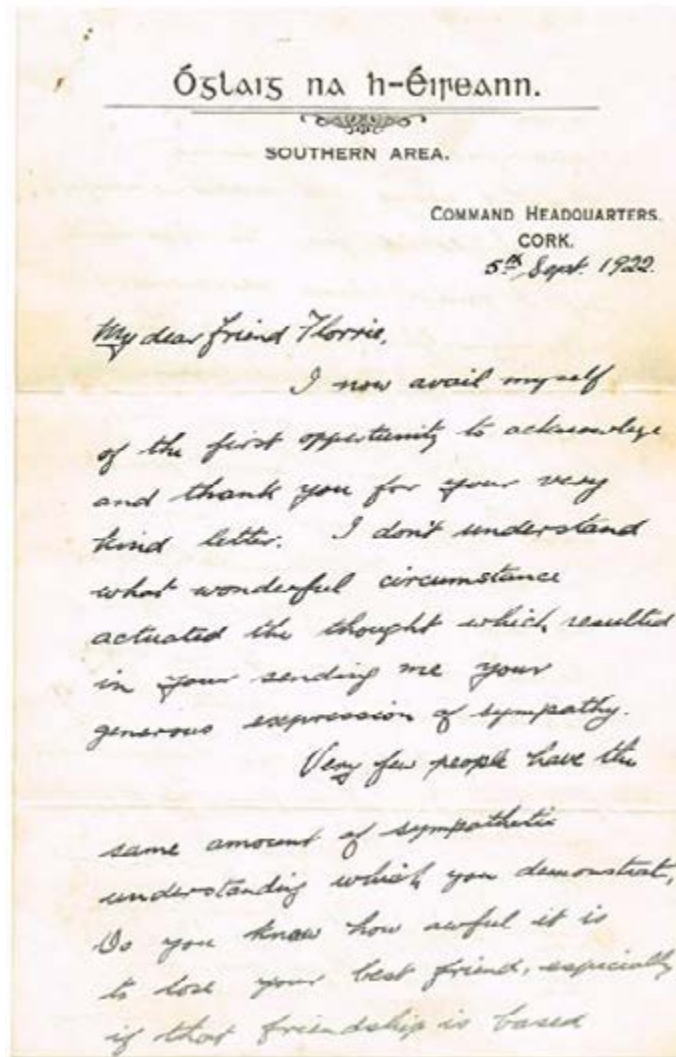 Óglaiġ na h-Éireann.
SOUTHERN AREA.
COMMAND HEADQUARTERS.
CORK.
5th Sept. 1922.
My dear friend Florrie,
I now avail myself
of the first opportunity to acknowlege
and thank you for your very
kind letter. I don't understand
what wonderful circumstance
actuated the thought which resulted
in your sending me your
generous expression of sympathy.
Very few people have the
same amount of sympathetic
understanding which you demonstrat,
Do you know how awful it is
to lose your best friend, especially
if that friendship is based